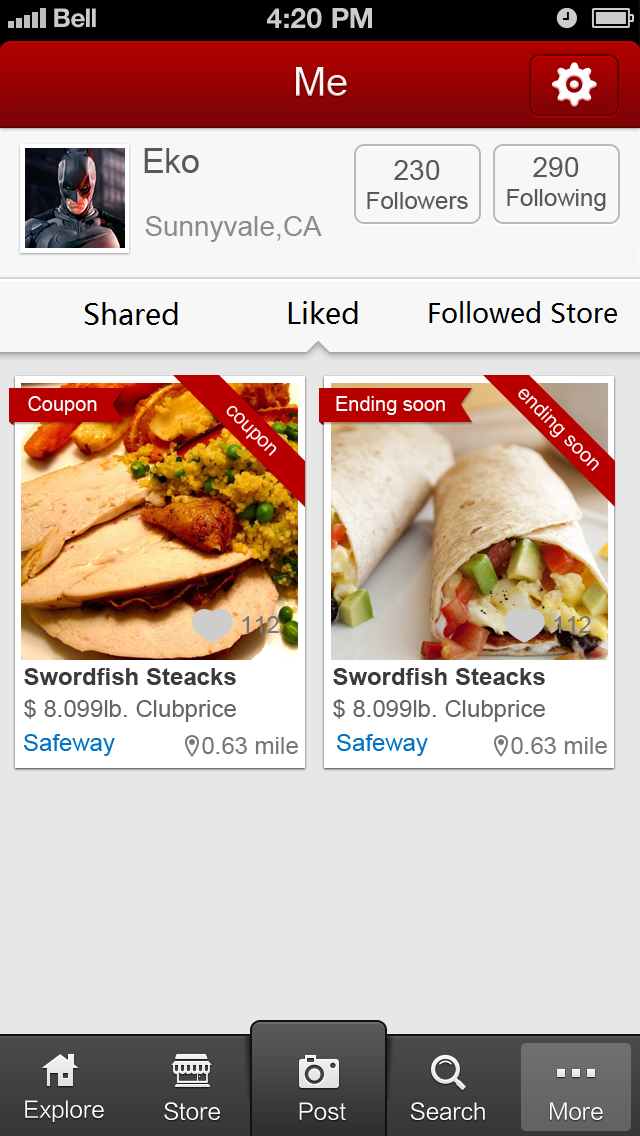 Bell 4:20 PM
Me
Eko
Sunnyvale,CA
230
Followers
290
Following
Shared Liked Followed Store
Coupon
coupon
112
Swordfish Steacks
$ 8.099lb. Clubprice
Safeway 0.63 mile
Ending soon
ending soon
112
Swordfish Steacks
$ 8.099lb. Clubprice
Safeway 0.63 mile
Explore Store Post Search More